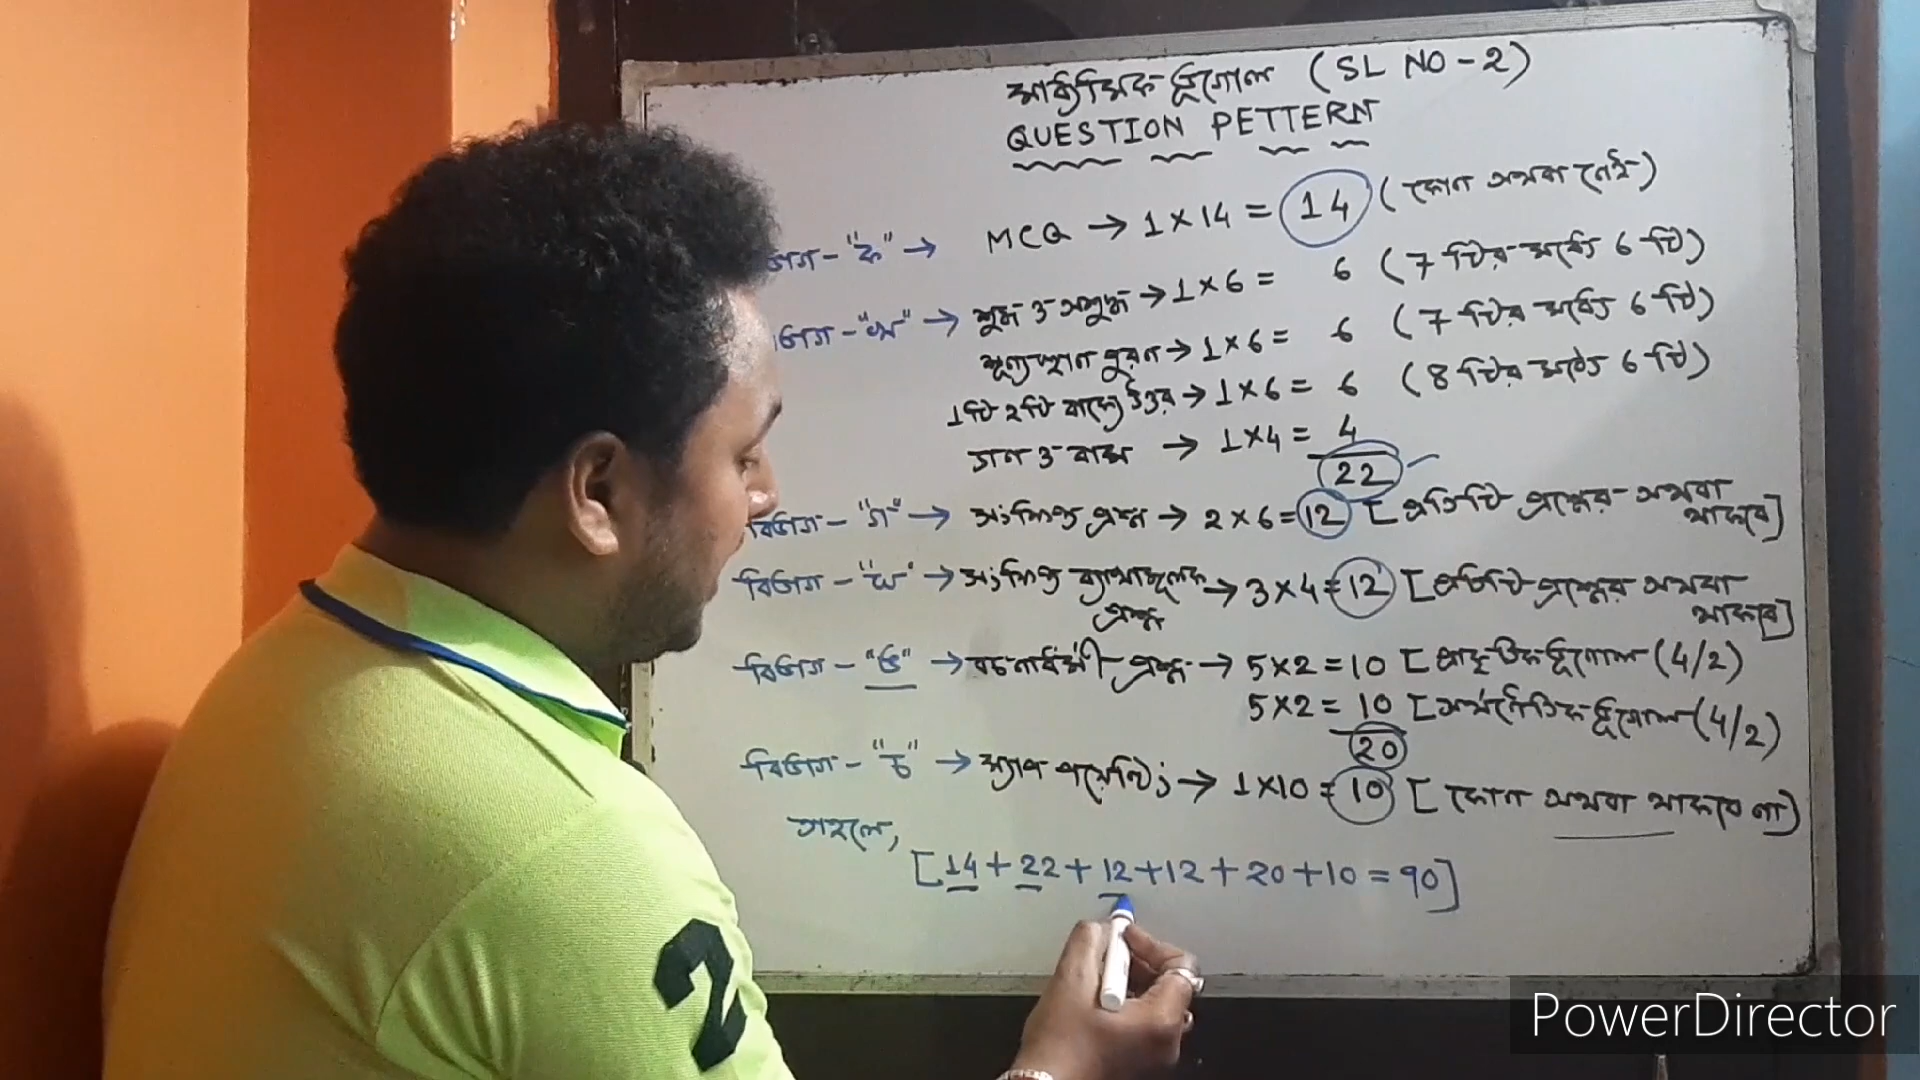 মাধ্যমিক ভূগোল (SL NO - 2)
QUESTION PETTERN
ভাগ - "ক" → MCQ → 1 × 14 = 14 (কোন অথবা নেই)
ভাগ - "খ" → শুদ্ধ ও অশুদ্ধ → 1 × 6 = 6 (7 টির মধ্যে 6 টি)
শূন্যস্থান পুরন → 1 × 6 = 6 (7 টির মধ্যে 6 টি)
1টি 2টি বাক্যে উত্তর → 1 × 6 = 6 (8 টির মধ্যে 6 টি)
ডান ও বাম → 1 × 4 = 4
22
বিভাগ - "গ" → সংক্ষিপ্ত প্রশ্ন → 2 × 6 = 12 [প্রতিটি প্রশ্নের অথবা
থাকবে]
বিভাগ - "ঘ" → সংক্ষিপ্ত ব্যাখ্যামূলক → 3 × 4 = 12 [প্রতিটি প্রশ্নের অথবা
প্রশ্ন থাকবে]
বিভাগ - "ঙ" → রচনাধর্মী প্রশ্ন → 5 × 2 = 10 [প্রাকৃতিক ভূগোল (4/2)
5 × 2 = 10 [অর্থনৈতিক ভূগোল (4/2)
20
বিভাগ - "চ" → ম্যাপ পয়েন্টিং → 1 × 10 = 10 [কোন অথবা থাকবে না)
তাহলে,
[14 + 22 + 12 + 12 + 20 + 10 = 90]
2
PowerDirector